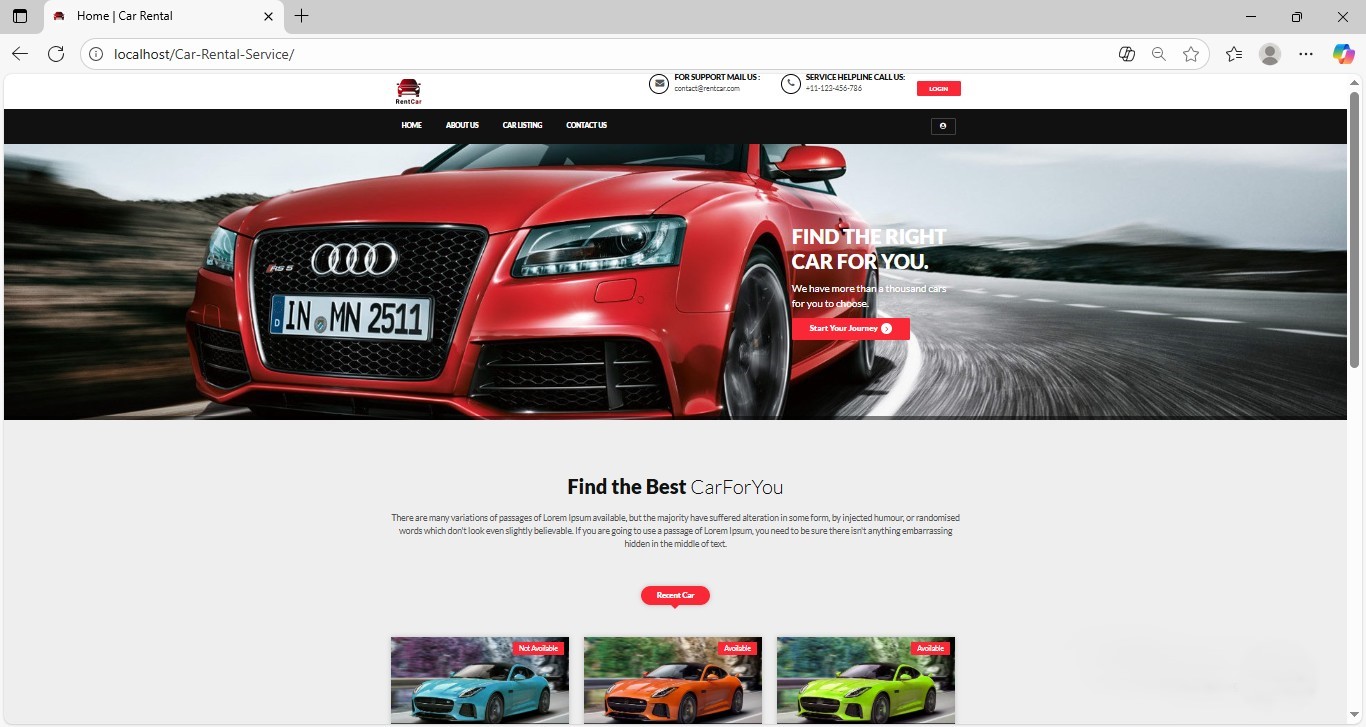 Home | Car Rental
localhost/Car-Rental-Service/
RentCar
FOR SUPPORT MAIL US :
contact@rentcar.com
SERVICE HELPLINE CALL US:
+11-123-456-786
LOGIN
HOME
ABOUT US
CAR LISTING
CONTACT US
FIND THE RIGHT
CAR FOR YOU.
We have more than a thousand cars
for you to choose.
Start Your Journey
RS 5
D IN MN 2511
Find the Best CarForYou
There are many variations of passages of Lorem Ipsum available, but the majority have suffered alteration in some form, by injected humour, or randomised
words which don't look even slightly believable. If you are going to use a passage of Lorem Ipsum, you need to be sure there isn't anything embarrassing
hidden in the middle of text.
Recent Car
Not Available
Available
Available